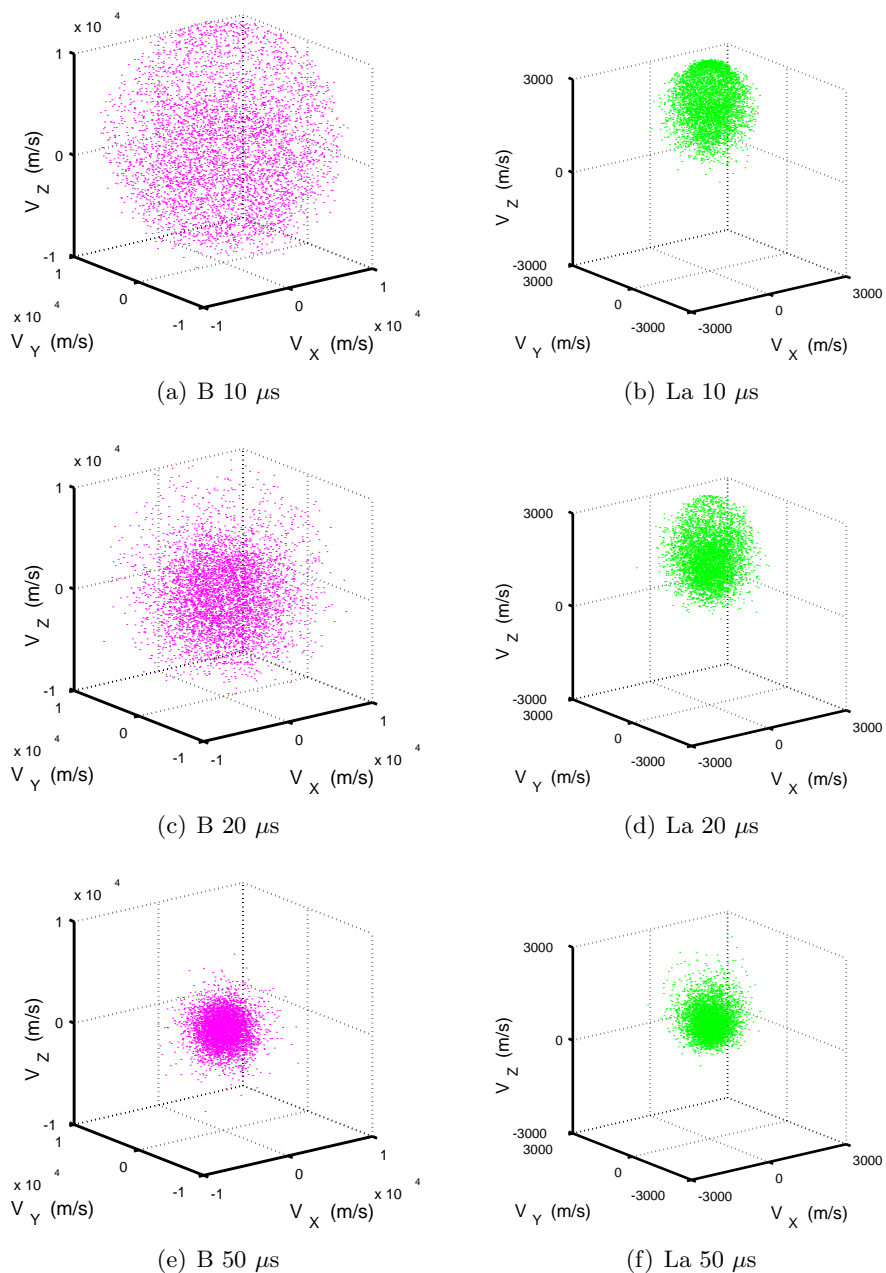 x 10 4
1
0
-1
V Z (m/s)
1
0
-1
x 10 4
V Y (m/s)
-1
0
1
x 10 4
V X (m/s)
(a) B 10 μs
3000
0
-3000
V Z (m/s)
3000
0
-3000
V Y (m/s)
-3000
0
3000
V X (m/s)
(b) La 10 μs
x 10 4
1
0
-1
V Z (m/s)
1
0
-1
x 10 4
V Y (m/s)
-1
0
1
x 10 4
V X (m/s)
(c) B 20 μs
3000
0
-3000
V Z (m/s)
3000
0
-3000
V Y (m/s)
-3000
0
3000
V X (m/s)
(d) La 20 μs
x 10 4
1
0
-1
V Z (m/s)
1
0
-1
x 10 4
V Y (m/s)
-1
0
1
x 10 4
V X (m/s)
(e) B 50 μs
3000
0
-3000
V Z (m/s)
3000
0
-3000
V Y (m/s)
-3000
0
3000
V X (m/s)
(f) La 50 μs